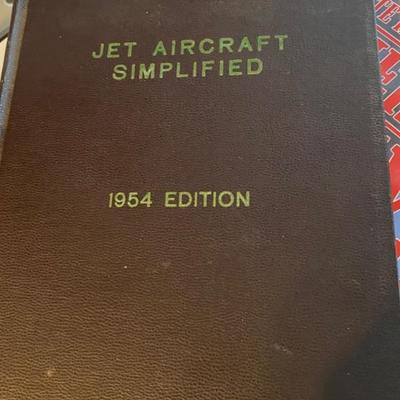 JET AIRCRAFT
SIMPLIFIED
1954 EDITION